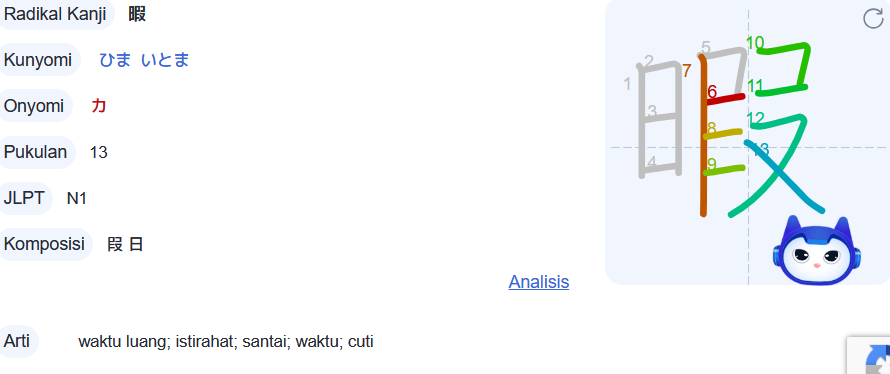 Radikal Kanji 暇
Kunyomi ひま いとま
Onyomi カ
Pukulan 13
JLPT N1
Komposisi 叚 日
Analisis
Arti waktu luang; istirahat; santai; waktu; cuti
1 2 3 4 5 6 7 8 9 10 11 12 13